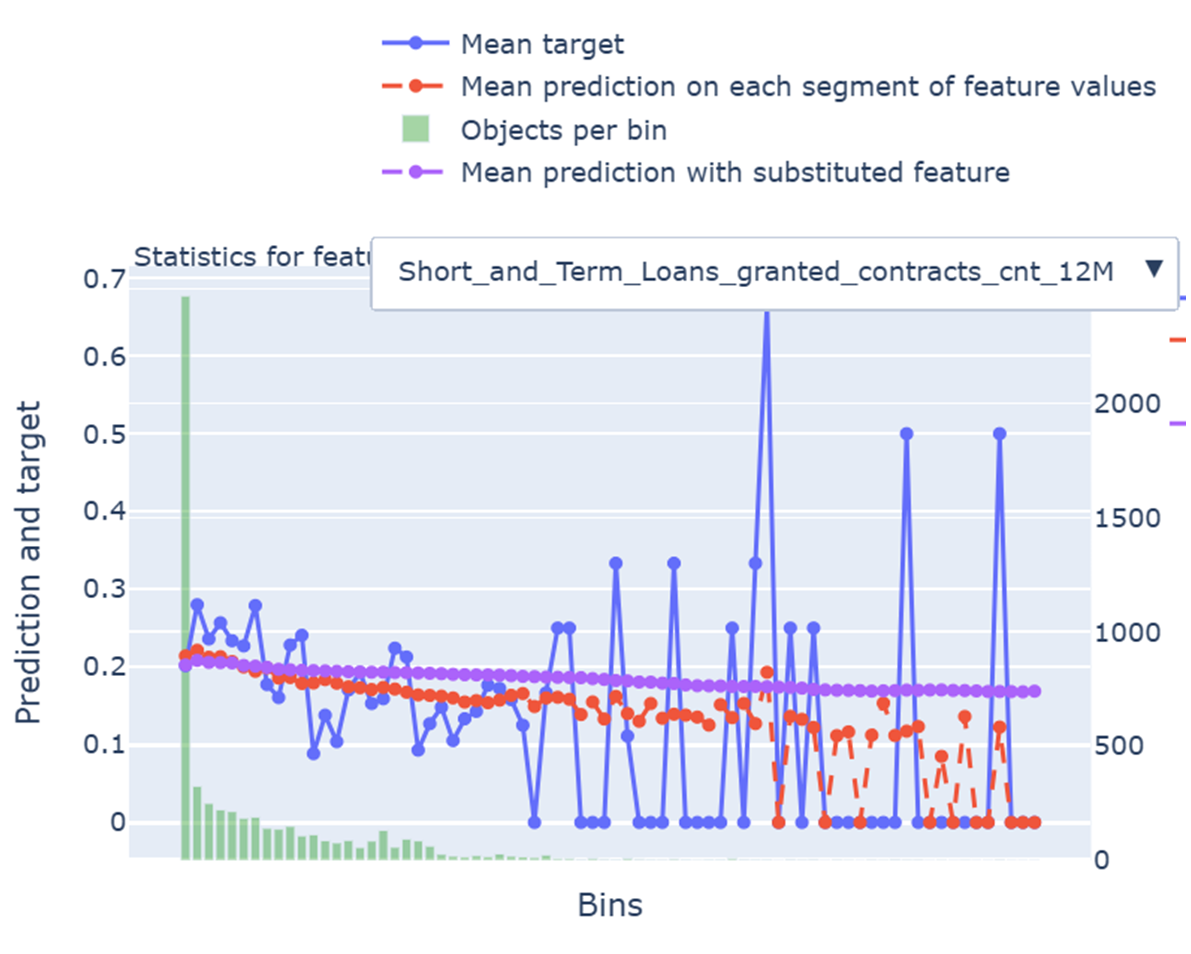 Mean target
Mean prediction on each segment of feature values
Objects per bin
Mean prediction with substituted feature
Statistics for featu
Short_and_Term_Loans_granted_contracts_cnt_12M ▼
0.7
0.6
0.5
0.4
0.3
0.2
0.1
0
Prediction and target
2000
1500
1000
500
0
Bins